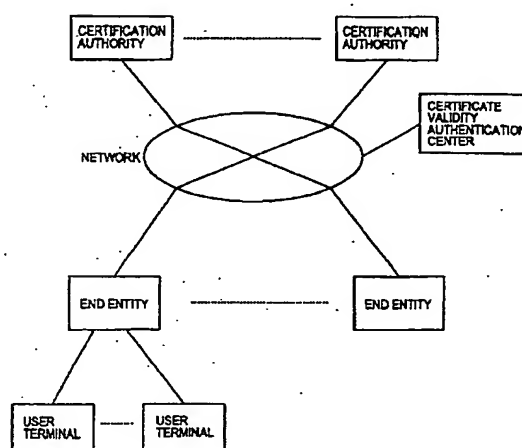 CERTIFICATION
AUTHORITY
CERTIFICATION
AUTHORITY
CERTIFICATE
VALIDITY
AUTHENTICATION
CENTER
NETWORK
END ENTITY
END ENTITY
USER
TERMINAL
USER
TERMINAL